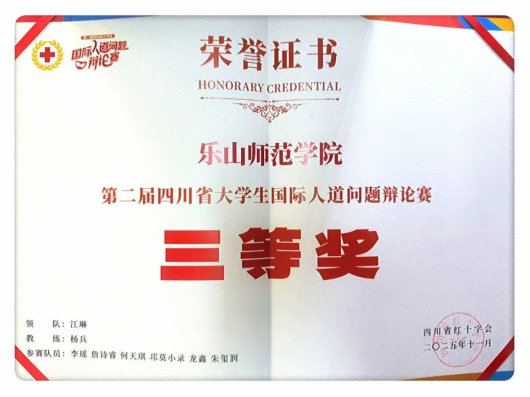 国际人道问题
辩论赛
荣誉证书
HONORARY CREDENTIAL
乐山师范学院
第二届四川省大学生国际人道问题辩论赛
三等奖
领 队：江琳
教 练：杨兵
参赛队员：李瑶 詹诗睿 何天琪 邛莫小录 龙鑫 朱玺润
四川省红十字会
二〇二五年十一月